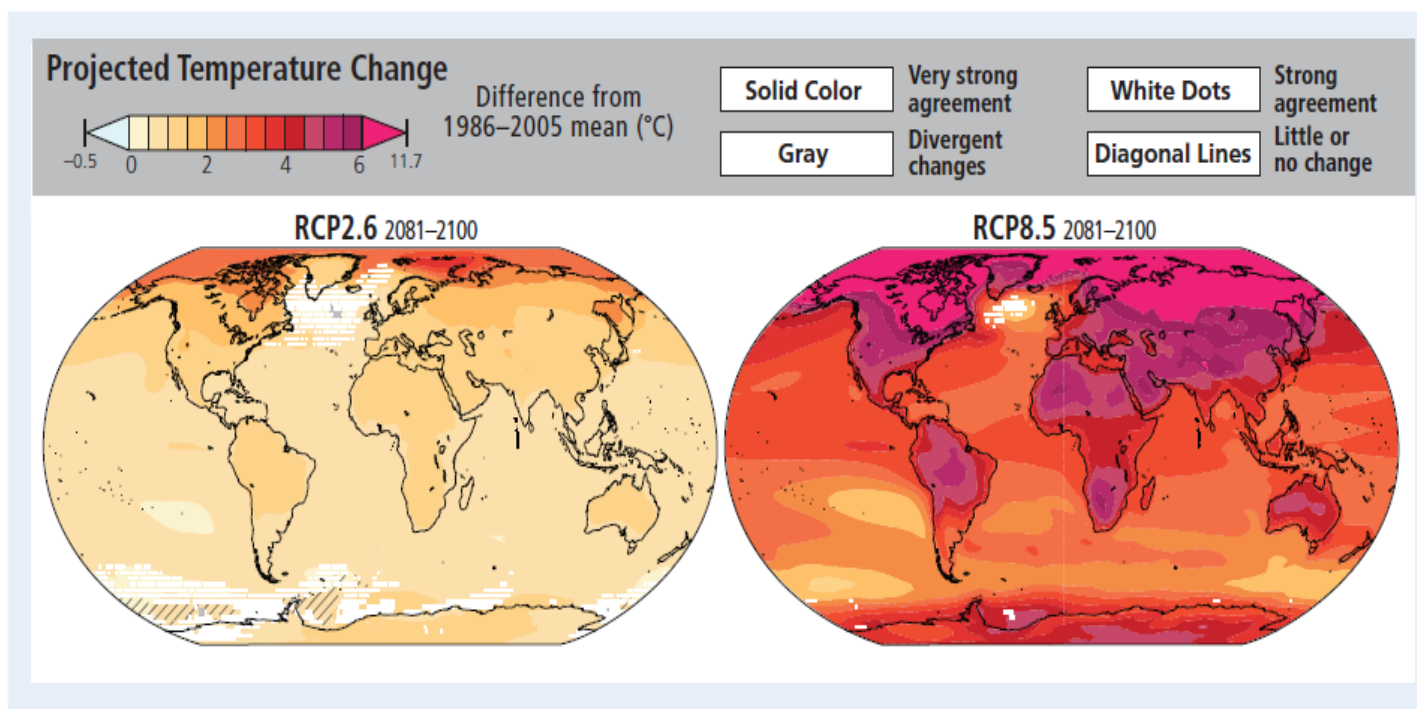 Projected Temperature Change
Difference from
1986–2005 mean (°C)
–0.5 0 2 4 6 11.7
Solid Color
Very strong
agreement
White Dots
Strong
agreement
Gray
Divergent
changes
Diagonal Lines
Little or
no change
RCP2.6 2081–2100
RCP8.5 2081–2100